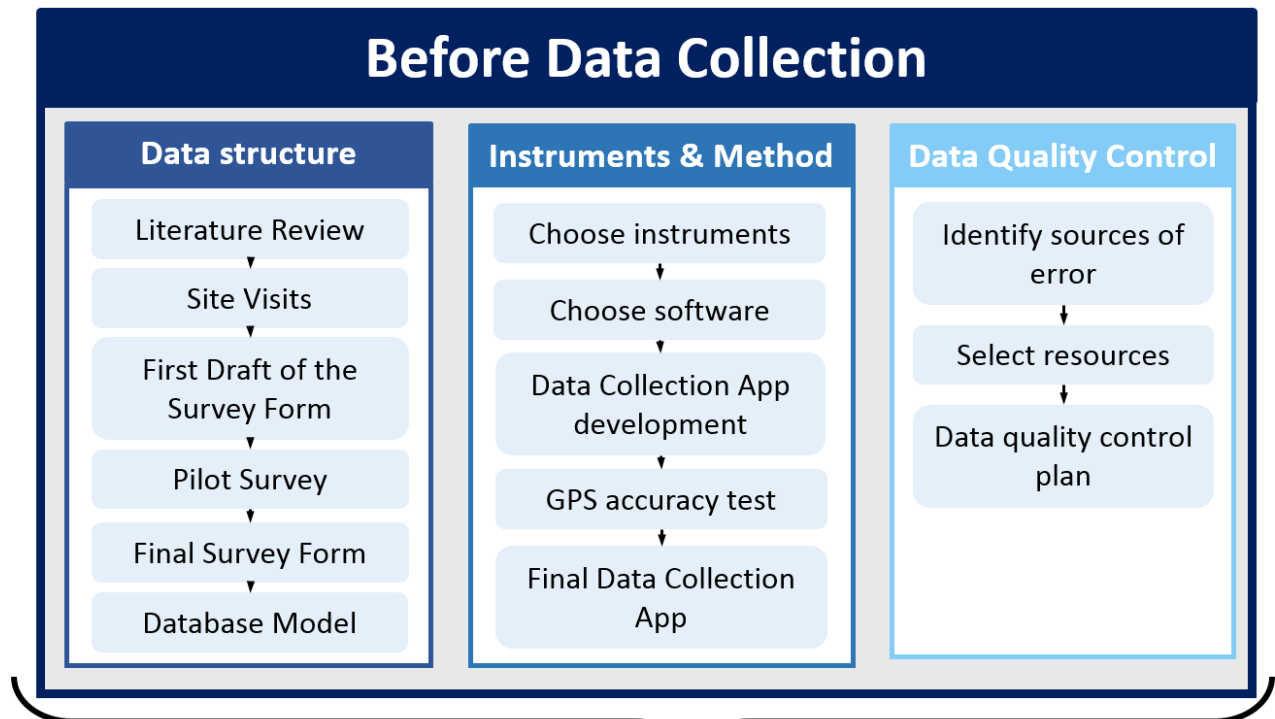 Before Data Collection
Data structure
Literature Review
Site Visits
First Draft of the
Survey Form
Pilot Survey
Final Survey Form
Database Model
Instruments & Method
Choose instruments
Choose software
Data Collection App
development
GPS accuracy test
Final Data Collection
App
Data Quality Control
Identify sources of
error
Select resources
Data quality control
plan